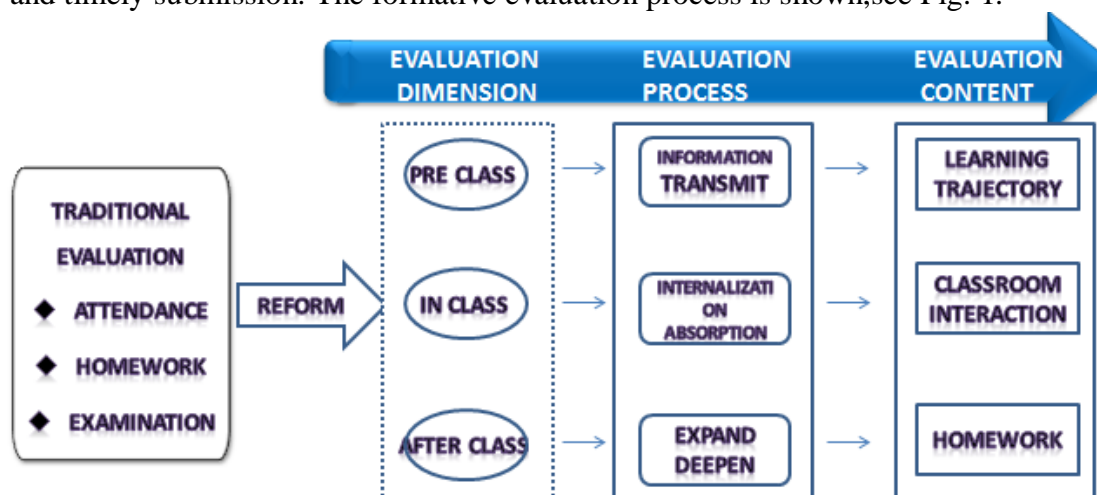 and timely submission. The formative evaluation process is shown,see Fig. 1.
EVALUATION
DIMENSION
EVALUATION
PROCESS
EVALUATION
CONTENT
TRADITIONAL
EVALUATION
◆ ATTENDANCE
◆ HOMEWORK
◆ EXAMINATION
REFORM
PRE CLASS
INFORMATION
TRANSMIT
LEARNING
TRAJECTORY
IN CLASS
INTERNALIZATI
ON
ABSORPTION
CLASSROOM
INTERACTION
AFTER CLASS
EXPAND
DEEPEN
HOMEWORK